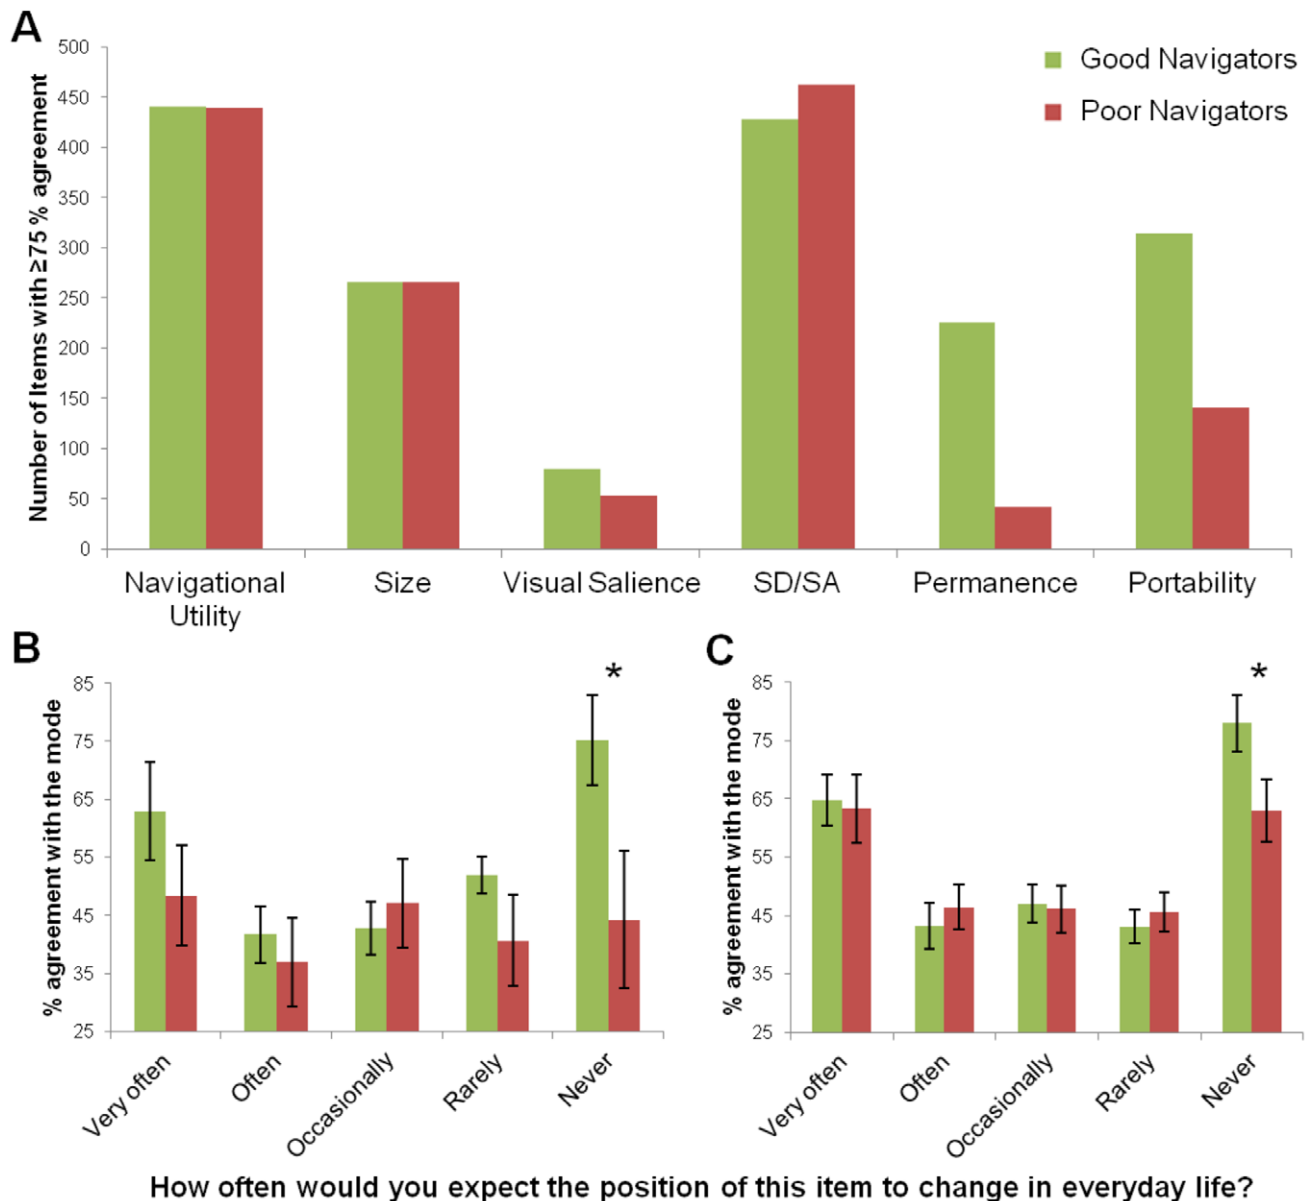 A
Number of Items with ≥75 % agreement
500
450
400
350
300
250
200
150
100
50
0
Good Navigators
Poor Navigators
Navigational
Utility
Size
Visual Salience
SD/SA
Permanence
Portability
B
% agreement with the mode
85
75
65
55
45
35
25
*
Very often
Often
Occasionally
Rarely
Never
C
% agreement with the mode
85
75
65
55
45
35
25
*
Very often
Often
Occasionally
Rarely
Never
How often would you expect the position of this item to change in everyday life?